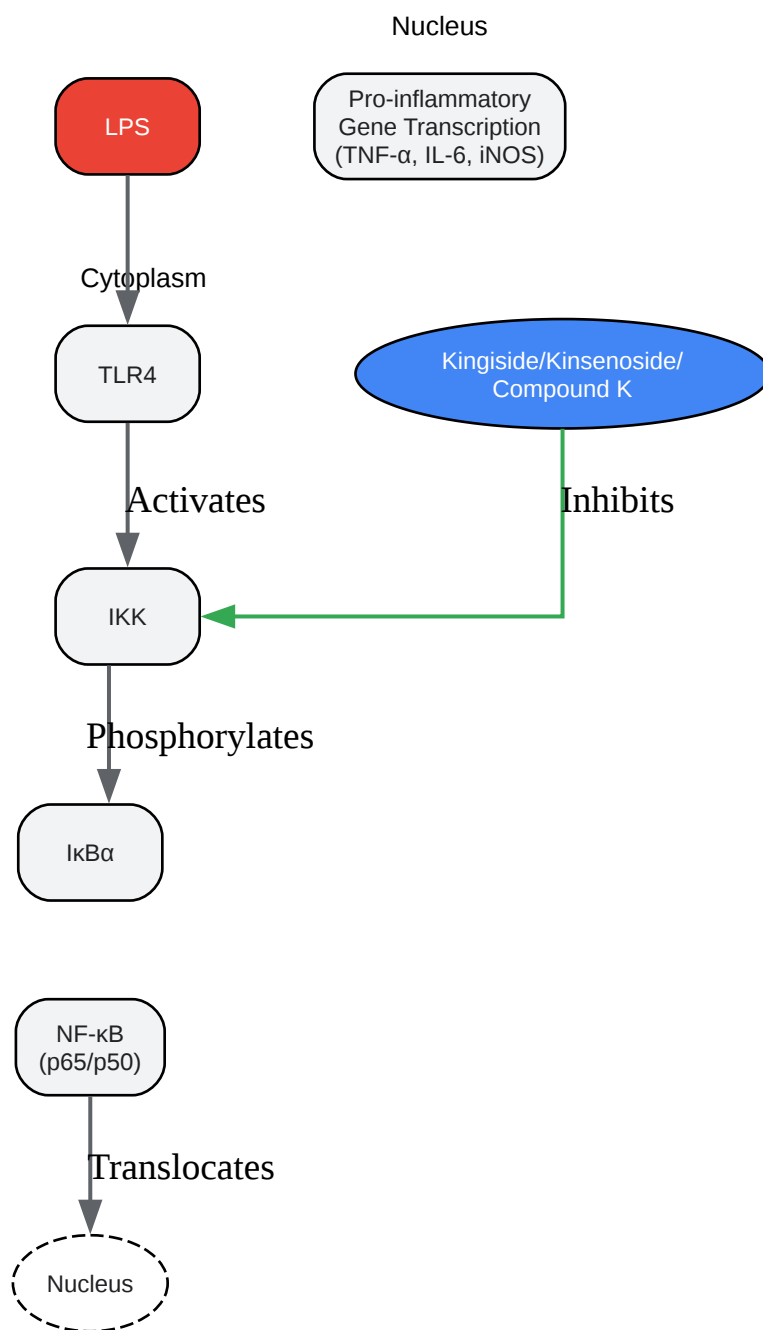 Nucleus
LPS
Pro-inflammatory
Gene Transcription
(TNF-α, IL-6, iNOS)
Cytoplasm
TLR4
Kingiside/Kinsenoside/
Compound K
Activates
Inhibits
IKK
Phosphorylates
IκBα
NF-κB
(p65/p50)
Translocates
Nucleus